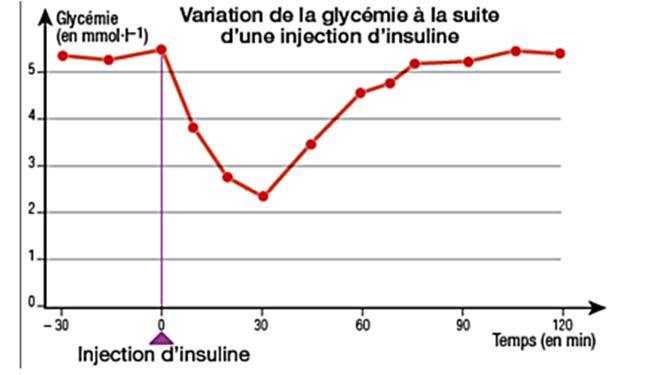 Variation de la glycémie à la suite
d'une injection d'insuline
Glycémie
(en mmol·l-1)
5
4
3
2
1
0
- 30 0 30 60 90 120
Temps (en min)
Injection d'insuline